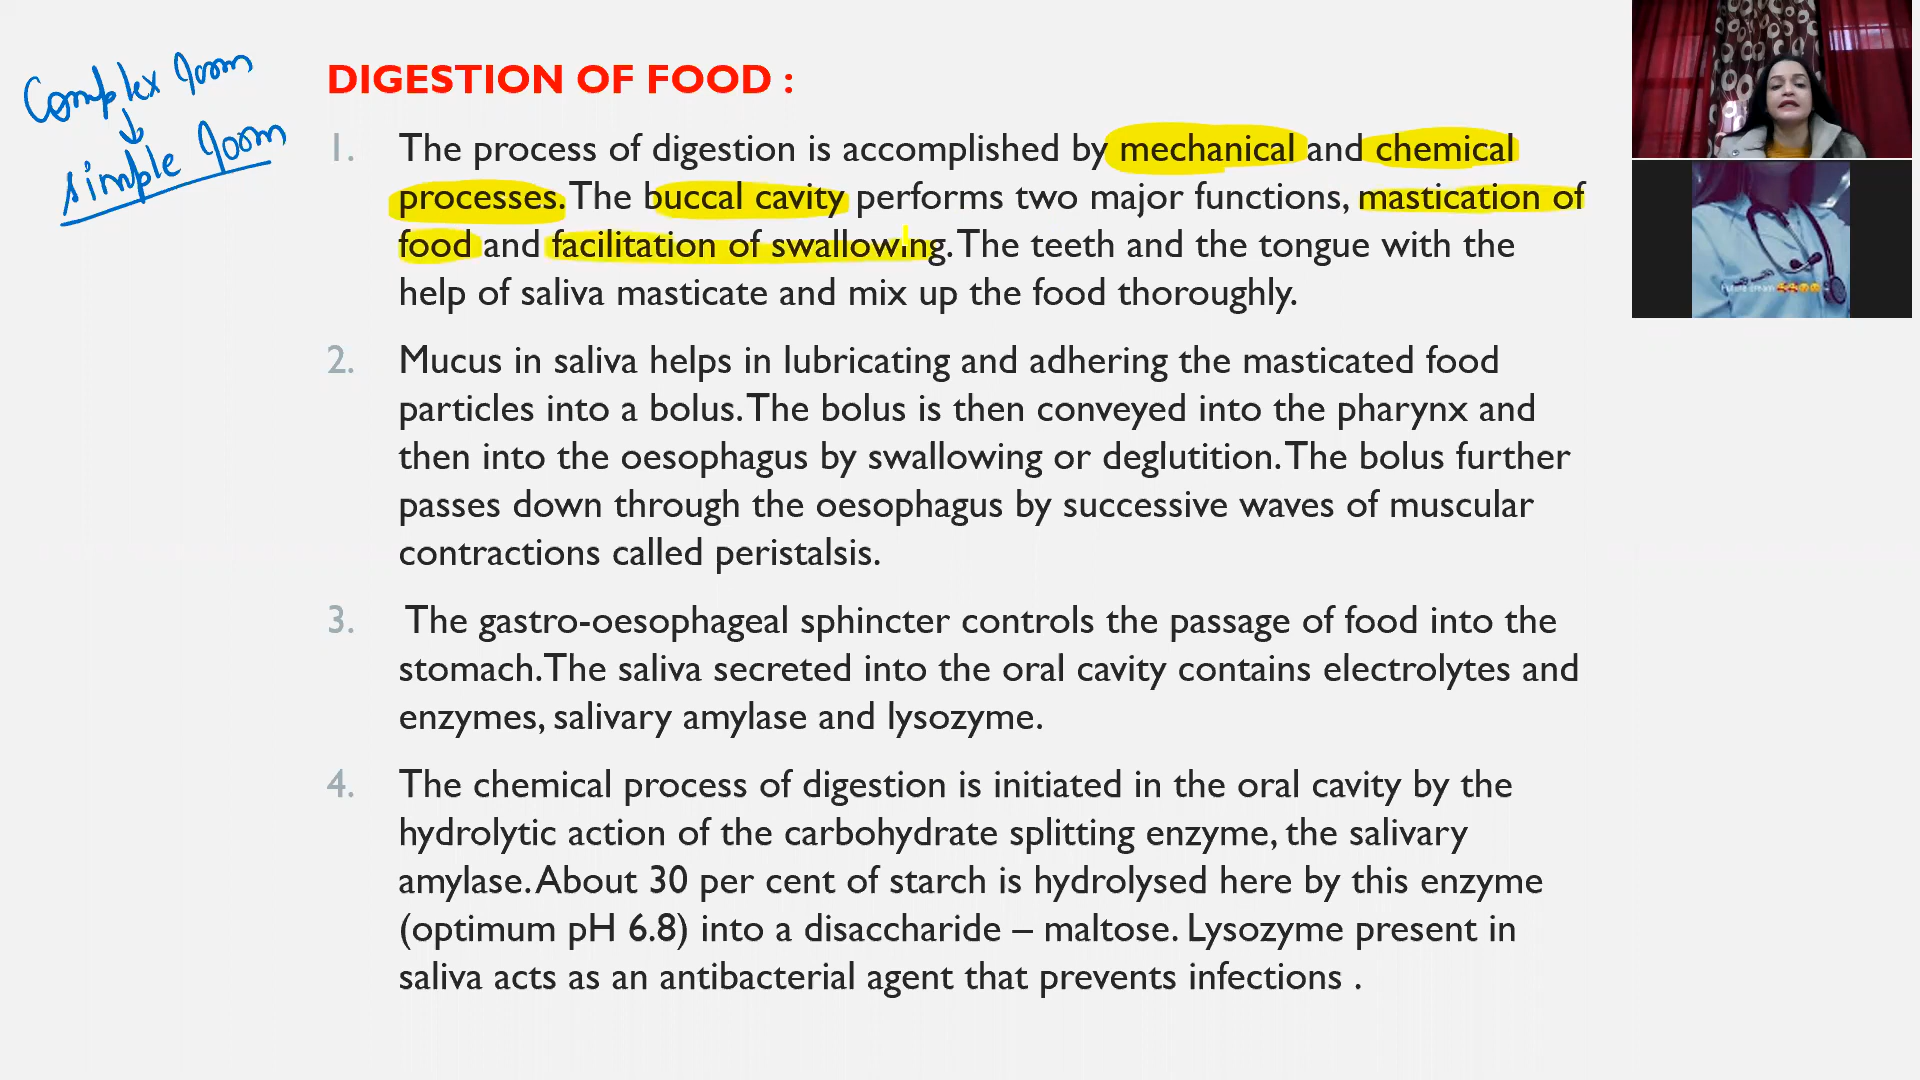 Complex form
↓
simple form
DIGESTION OF FOOD :
1. The process of digestion is accomplished by mechanical and chemical
processes. The buccal cavity performs two major functions, mastication of
food and facilitation of swallowing. The teeth and the tongue with the
help of saliva masticate and mix up the food thoroughly.
2. Mucus in saliva helps in lubricating and adhering the masticated food
particles into a bolus. The bolus is then conveyed into the pharynx and
then into the oesophagus by swallowing or deglutition. The bolus further
passes down through the oesophagus by successive waves of muscular
contractions called peristalsis.
3. The gastro-oesophageal sphincter controls the passage of food into the
stomach. The saliva secreted into the oral cavity contains electrolytes and
enzymes, salivary amylase and lysozyme.
4. The chemical process of digestion is initiated in the oral cavity by the
hydrolytic action of the carbohydrate splitting enzyme, the salivary
amylase. About 30 per cent of starch is hydrolysed here by this enzyme
(optimum pH 6.8) into a disaccharide – maltose. Lysozyme present in
saliva acts as an antibacterial agent that prevents infections .